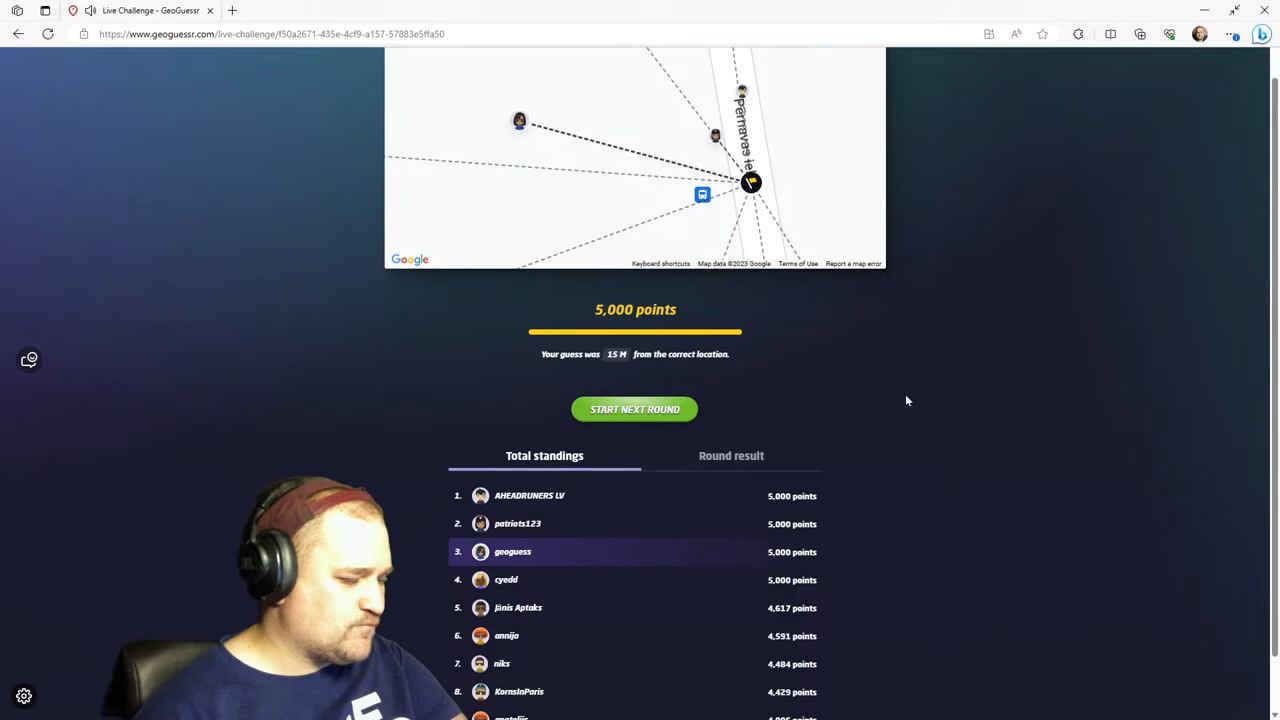 Live Challenge - GeoGuessr
https://www.geoguessr.com/live-challenge/f50a2671-435e-4cf9-a157-57883e5ffa50
Pernavas ie
Google
Keyboard shortcuts
Map data ©2023 Google
Terms of Use
Report a map error
5,000 points
Your guess was 15 M from the correct location.
START NEXT ROUND
Total standings
Round result
1. AHEADRUNERS LV 5,000 points
2. patriots123 5,000 points
3. geoguess 5,000 points
4. cyedd 5,000 points
5. Jānis Aptaks 4,617 points
6. annija 4,591 points
7. niks 4,484 points
8. KornsInParis 4,429 points